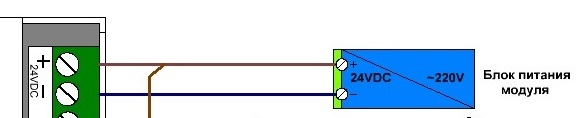 +
24VDC
−
+
24VDC
~220V
−
Блок питания
модуля